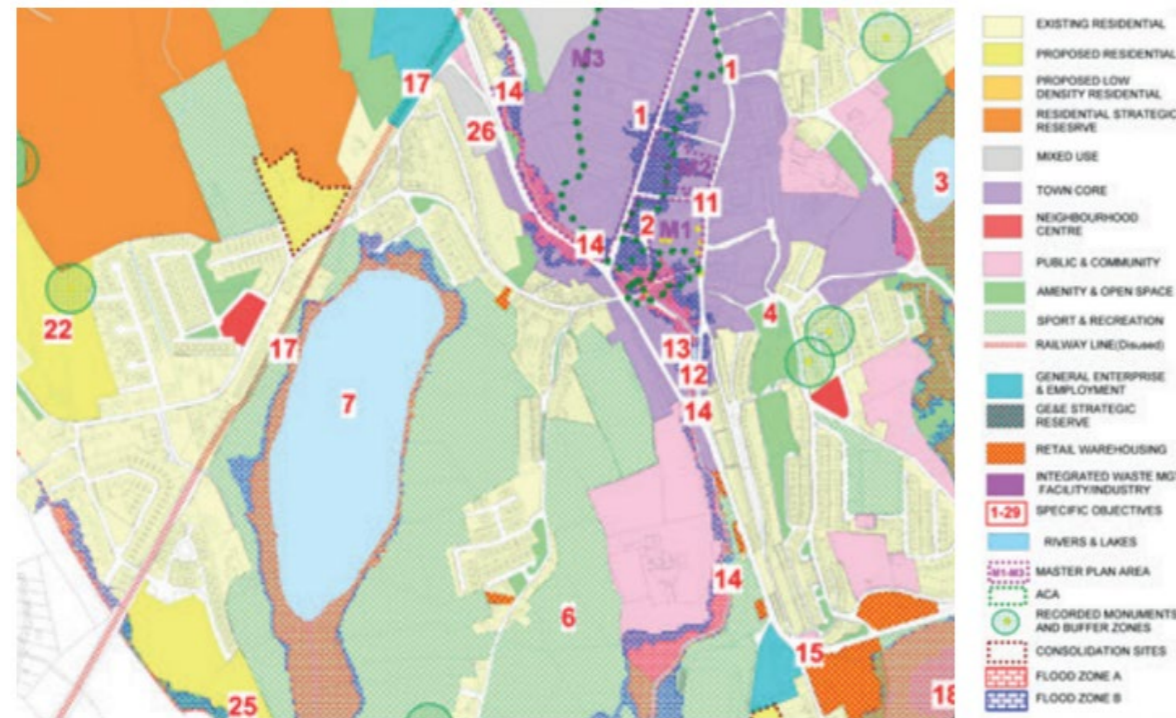 17
M3
14
1
26
1
3
11
2
M1
14
4
22
17
13
12
7
14
14
6
15
25
18
EXISTING RESIDENTIAL
PROPOSED RESIDENTIAL
PROPOSED LOW
DENSITY RESIDENTIAL
RESIDENTIAL STRATEGIC
RESESRVE
MIXED USE
TOWN CORE
NEIGHBOURHOOD
CENTRE
PUBLIC & COMMUNITY
AMENITY & OPEN SPACE
SPORT & RECREATION
RAILWAY LINE(Disused)
GENERAL ENTERPRISE
& EMPLOYMENT
GE&E STRATEGIC
RESERVE
RETAIL WAREHOUSING
INTEGRATED WASTE MGT
FACILITY/INDUSTRY
1-29 SPECIFIC OBJECTIVES
RIVERS & LAKES
M1-M3 MASTER PLAN AREA
ACA
RECORDED MONUMENTS
AND BUFFER ZONES
CONSOLIDATION SITES
FLOOD ZONE A
FLOOD ZONE B